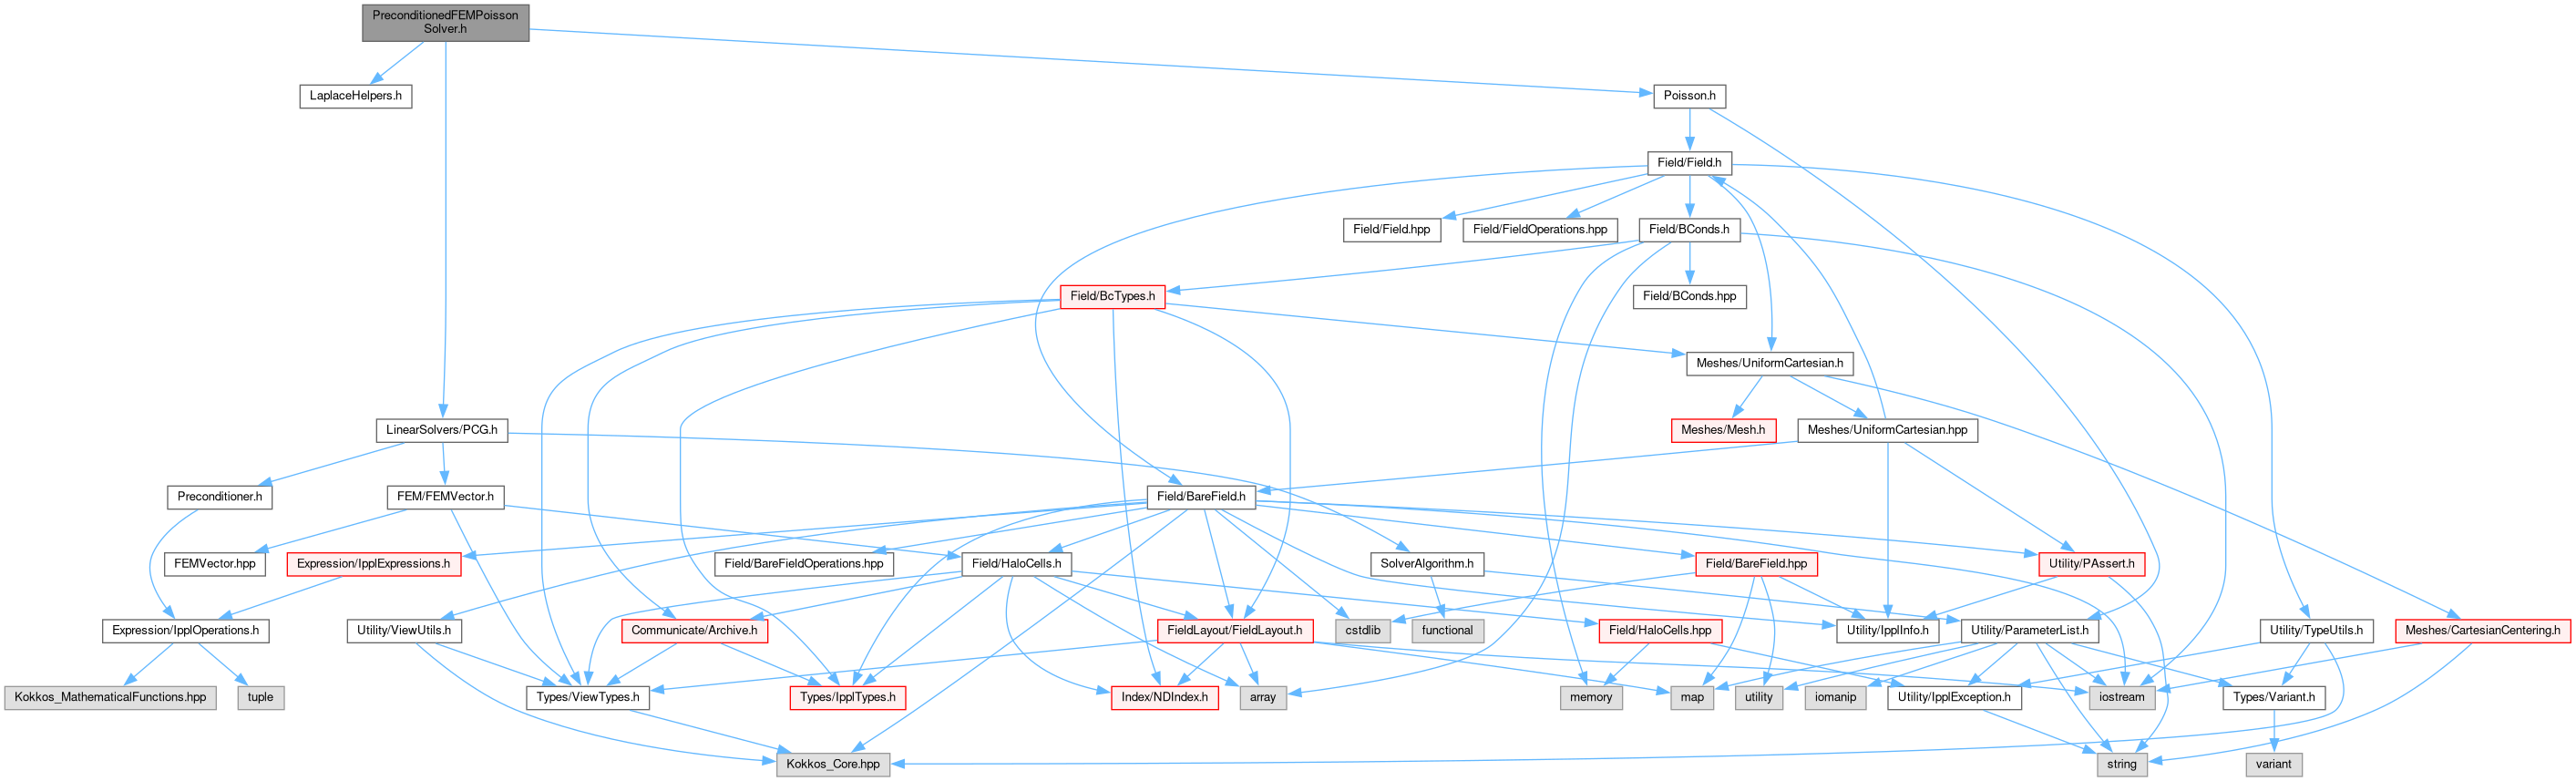 PreconditionedFEMPoisson
Solver.h
LaplaceHelpers.h
Poisson.h
Field/Field.h
Field/Field.hpp
Field/FieldOperations.hpp
Field/BConds.h
Field/BcTypes.h
Field/BConds.hpp
Meshes/UniformCartesian.h
LinearSolvers/PCG.h
Meshes/Mesh.h
Meshes/UniformCartesian.hpp
Preconditioner.h
FEM/FEMVector.h
Field/BareField.h
FEMVector.hpp
Expression/IpplExpressions.h
Field/BareFieldOperations.hpp
Field/HaloCells.h
SolverAlgorithm.h
Field/BareField.hpp
Utility/PAssert.h
Expression/IpplOperations.h
Utility/ViewUtils.h
Communicate/Archive.h
FieldLayout/FieldLayout.h
cstdlib
functional
Field/HaloCells.hpp
Utility/IpplInfo.h
Utility/ParameterList.h
Utility/TypeUtils.h
Meshes/CartesianCentering.h
Kokkos_MathematicalFunctions.hpp
tuple
Types/ViewTypes.h
Types/IpplTypes.h
Index/NDIndex.h
array
memory
map
utility
iomanip
Utility/IpplException.h
iostream
Types/Variant.h
Kokkos_Core.hpp
string
variant